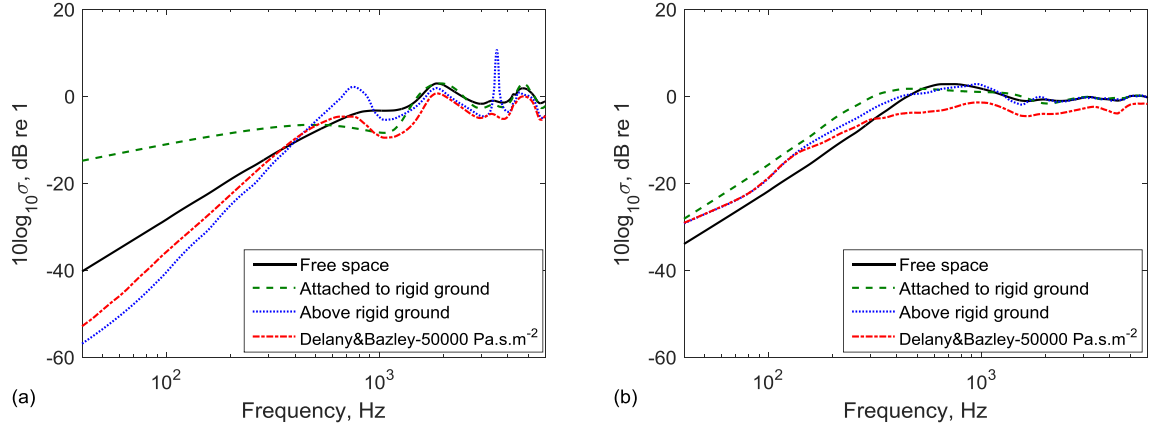 20
0
-20
-40
-60
10log10σ, dB re 1
10^2
10^3
Frequency, Hz
Free space
Attached to rigid ground
Above rigid ground
Delany&Bazley-50000 Pa.s.m^-2
(a)
20
0
-20
-40
-60
10log10σ, dB re 1
10^2
10^3
Frequency, Hz
Free space
Attached to rigid ground
Above rigid ground
Delany&Bazley-50000 Pa.s.m^-2
(b)